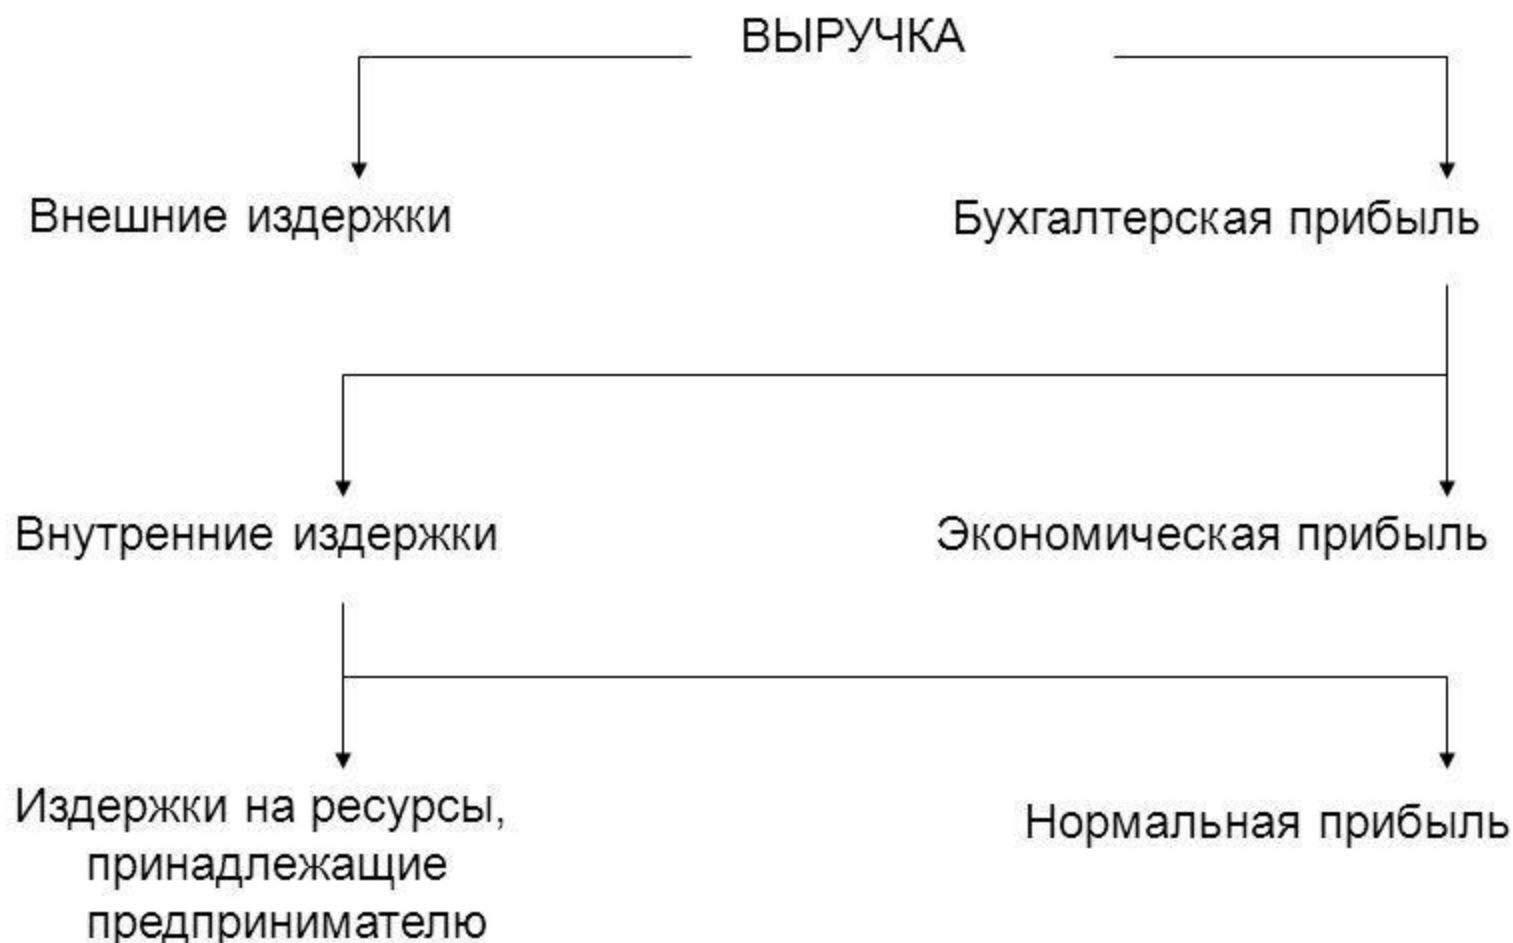 ВЫРУЧКА
Внешние издержки
Бухгалтерская прибыль
Внутренние издержки
Экономическая прибыль
Издержки на ресурсы,
принадлежащие
предпринимателю
Нормальная прибыль